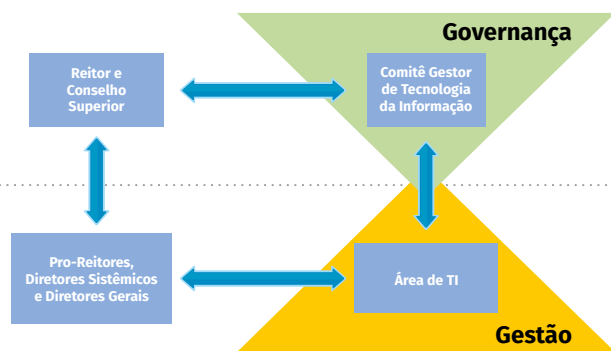 Governança
Reitor e
Conselho
Superior
Comitê Gestor
de Tecnologia
da Informação
Pro-Reitores,
Diretores Sistêmicos
e Diretores Gerais
Área de TI
Gestão